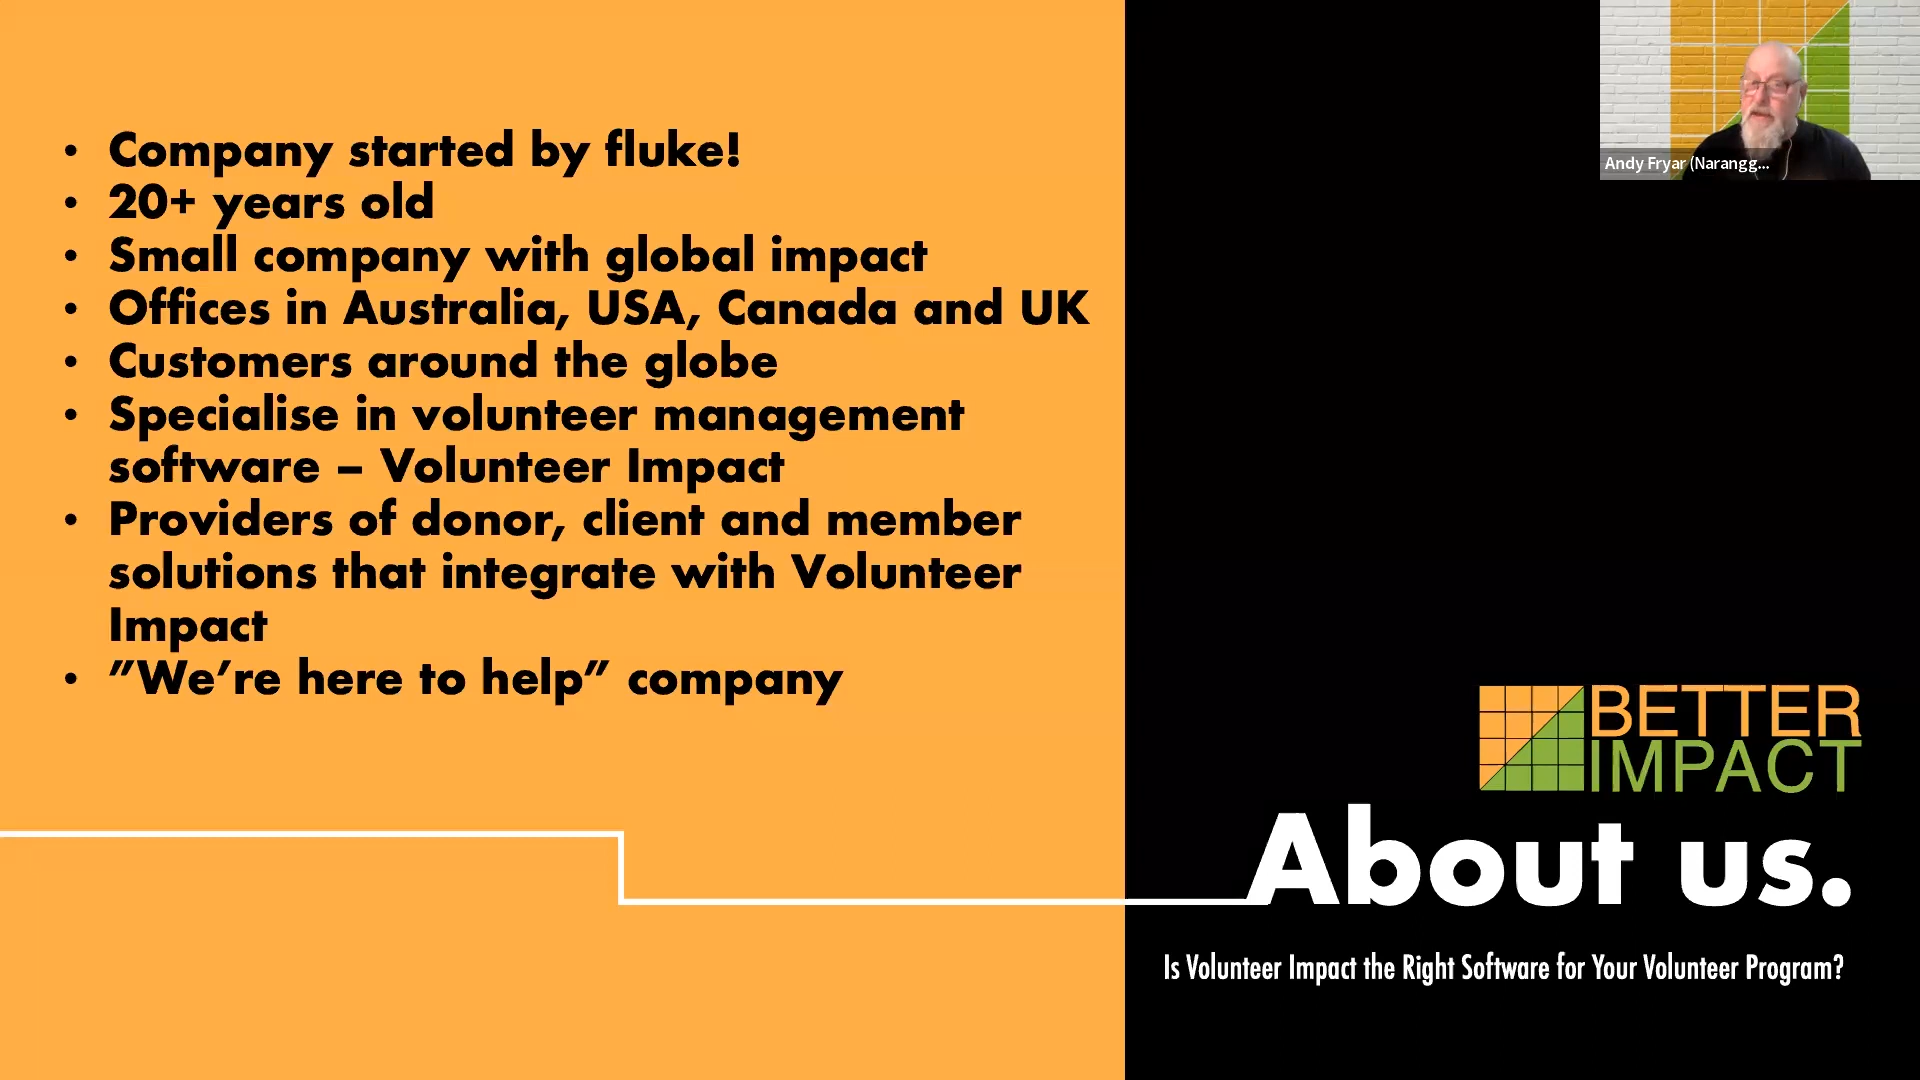 • Company started by fluke!
• 20+ years old
• Small company with global impact
• Offices in Australia, USA, Canada and UK
• Customers around the globe
• Specialise in volunteer management
software – Volunteer Impact
• Providers of donor, client and member
solutions that integrate with Volunteer
Impact
• ”We’re here to help” company
Andy Fryar (Narangg...
BETTER
IMPACT
About us.
Is Volunteer Impact the Right Software for Your Volunteer Program?